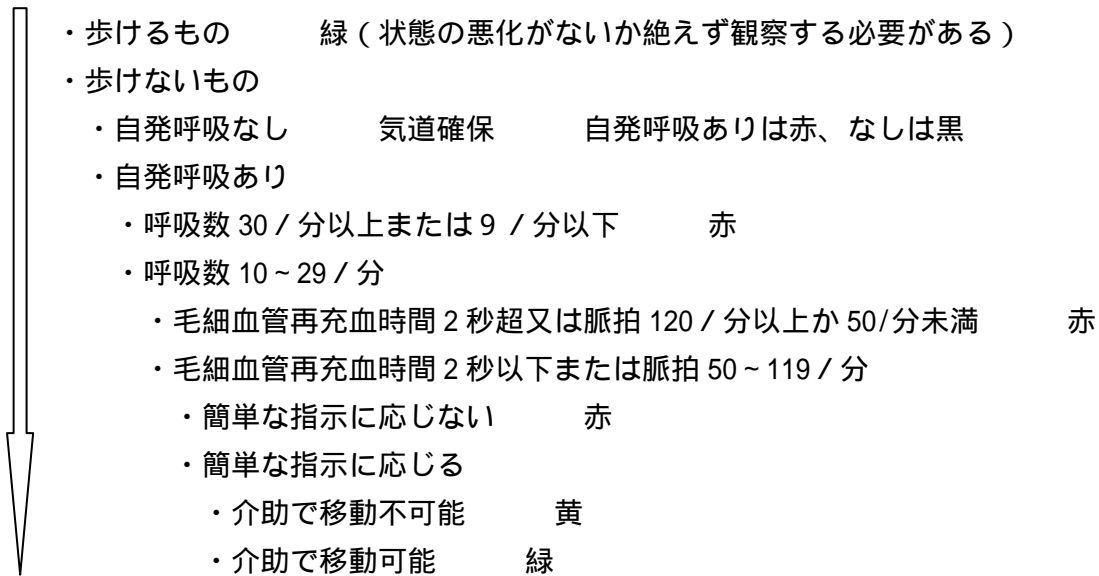 ・歩けるもの　　　緑(状態の悪化がないか絶えず観察する必要がある)
・歩けないもの
・自発呼吸なし　　　気道確保　　　自発呼吸ありは赤、なしは黒
・自発呼吸あり
・呼吸数 30/分以上または9/分以下　　　赤
・呼吸数 10~29/分
・毛細血管再充血時間2秒超又は脈拍 120/分以上か 50/分未満　　　赤
・毛細血管再充血時間2秒以下または脈拍 50~119/分
・簡単な指示に応じない　　　赤
・簡単な指示に応じる
・介助で移動不可能　　　黄
・介助で移動可能　　　緑